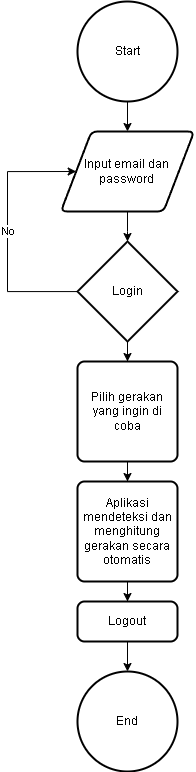 Start
Input email dan
password
No
Login
Pilih gerakan
yang ingin di
coba
Aplikasi
mendeteksi dan
menghitung
gerakan secara
otomatis
Logout
End